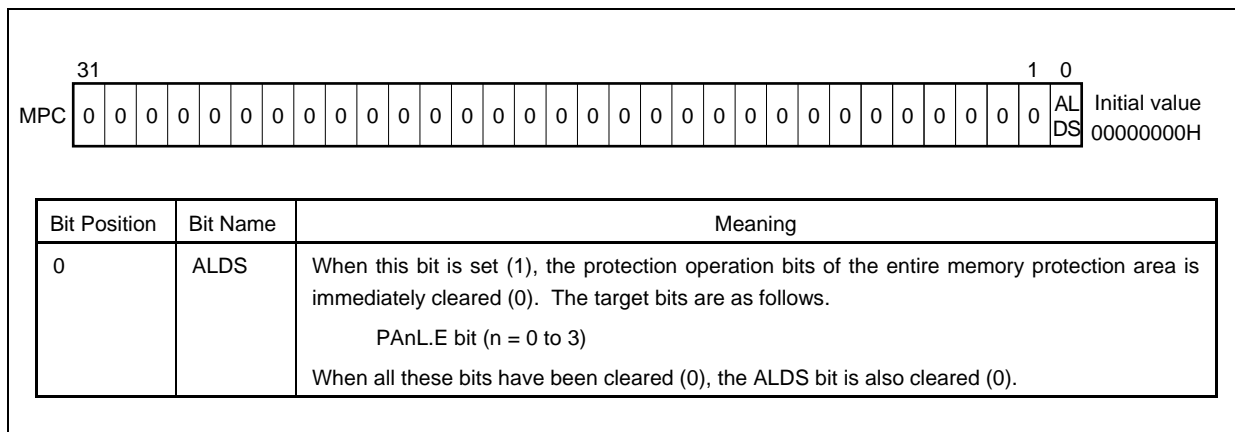 31 1 0
MPC 0 0 0 0 0 0 0 0 0 0 0 0 0 0 0 0 0 0 0 0 0 0 0 0 0 0 0 0 0 0 0 AL DS Initial value 00000000H
Bit Position Bit Name Meaning
0 ALDS When this bit is set (1), the protection operation bits of the entire memory protection area is
immediately cleared (0). The target bits are as follows.
PAnL.E bit (n = 0 to 3)
When all these bits have been cleared (0), the ALDS bit is also cleared (0).